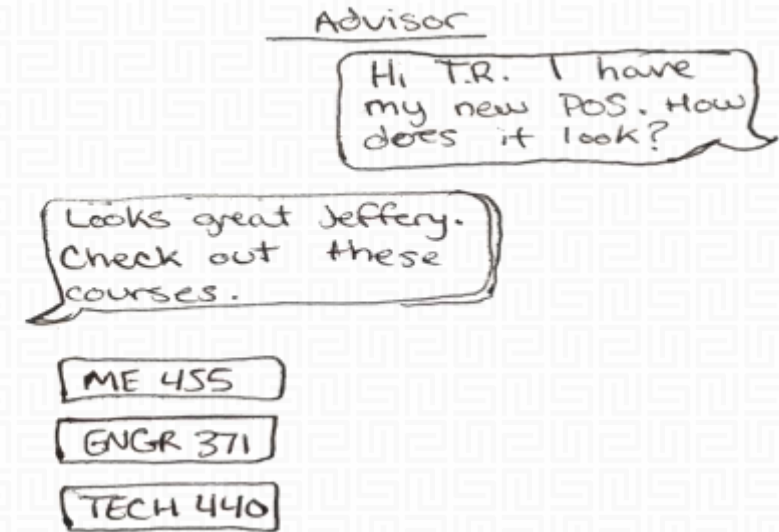 Advisor
Hi T.R. I have
my new POS. How
does it look?
Looks great Jeffery.
Check out these
courses.
ME 455
ENGR 371
TECH 440